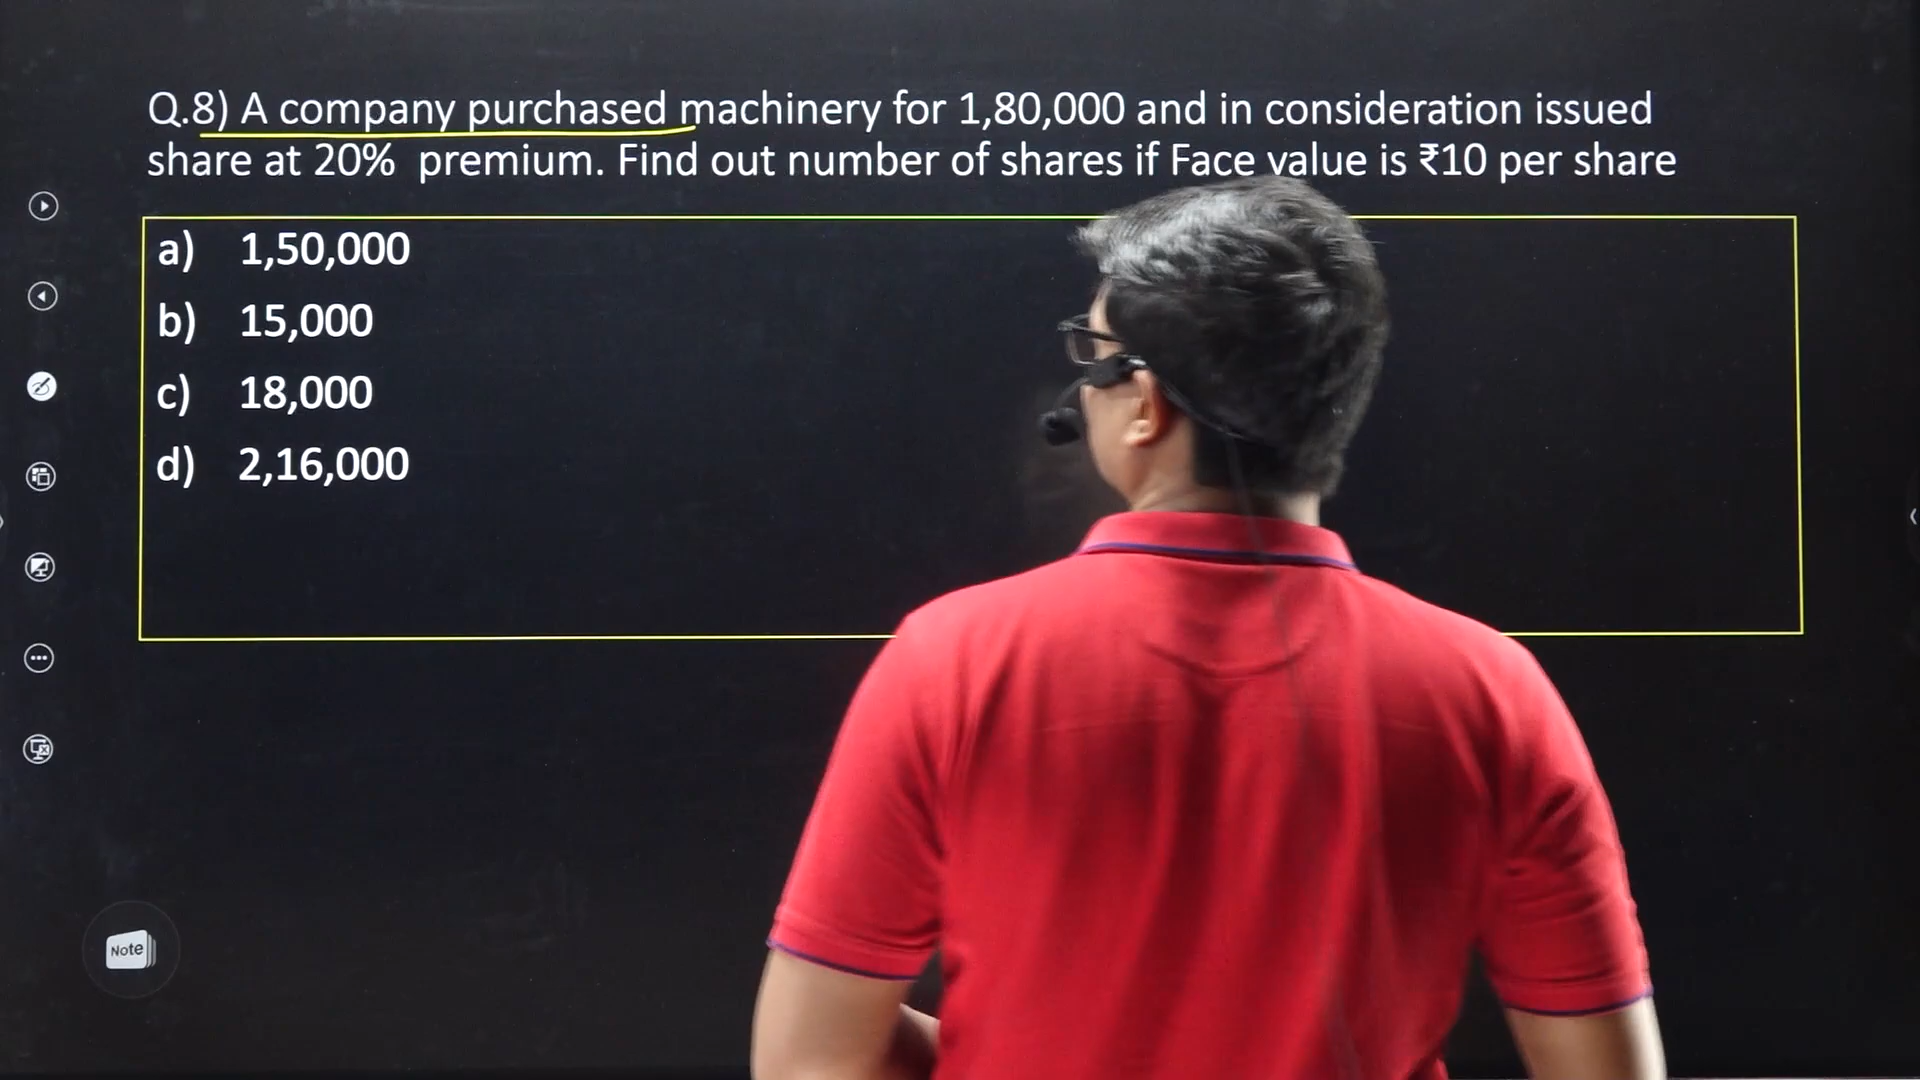 Q.8) A company purchased machinery for 1,80,000 and in consideration issued
share at 20% premium. Find out number of shares if Face value is ₹10 per share
a) 1,50,000
b) 15,000
c) 18,000
d) 2,16,000
Note